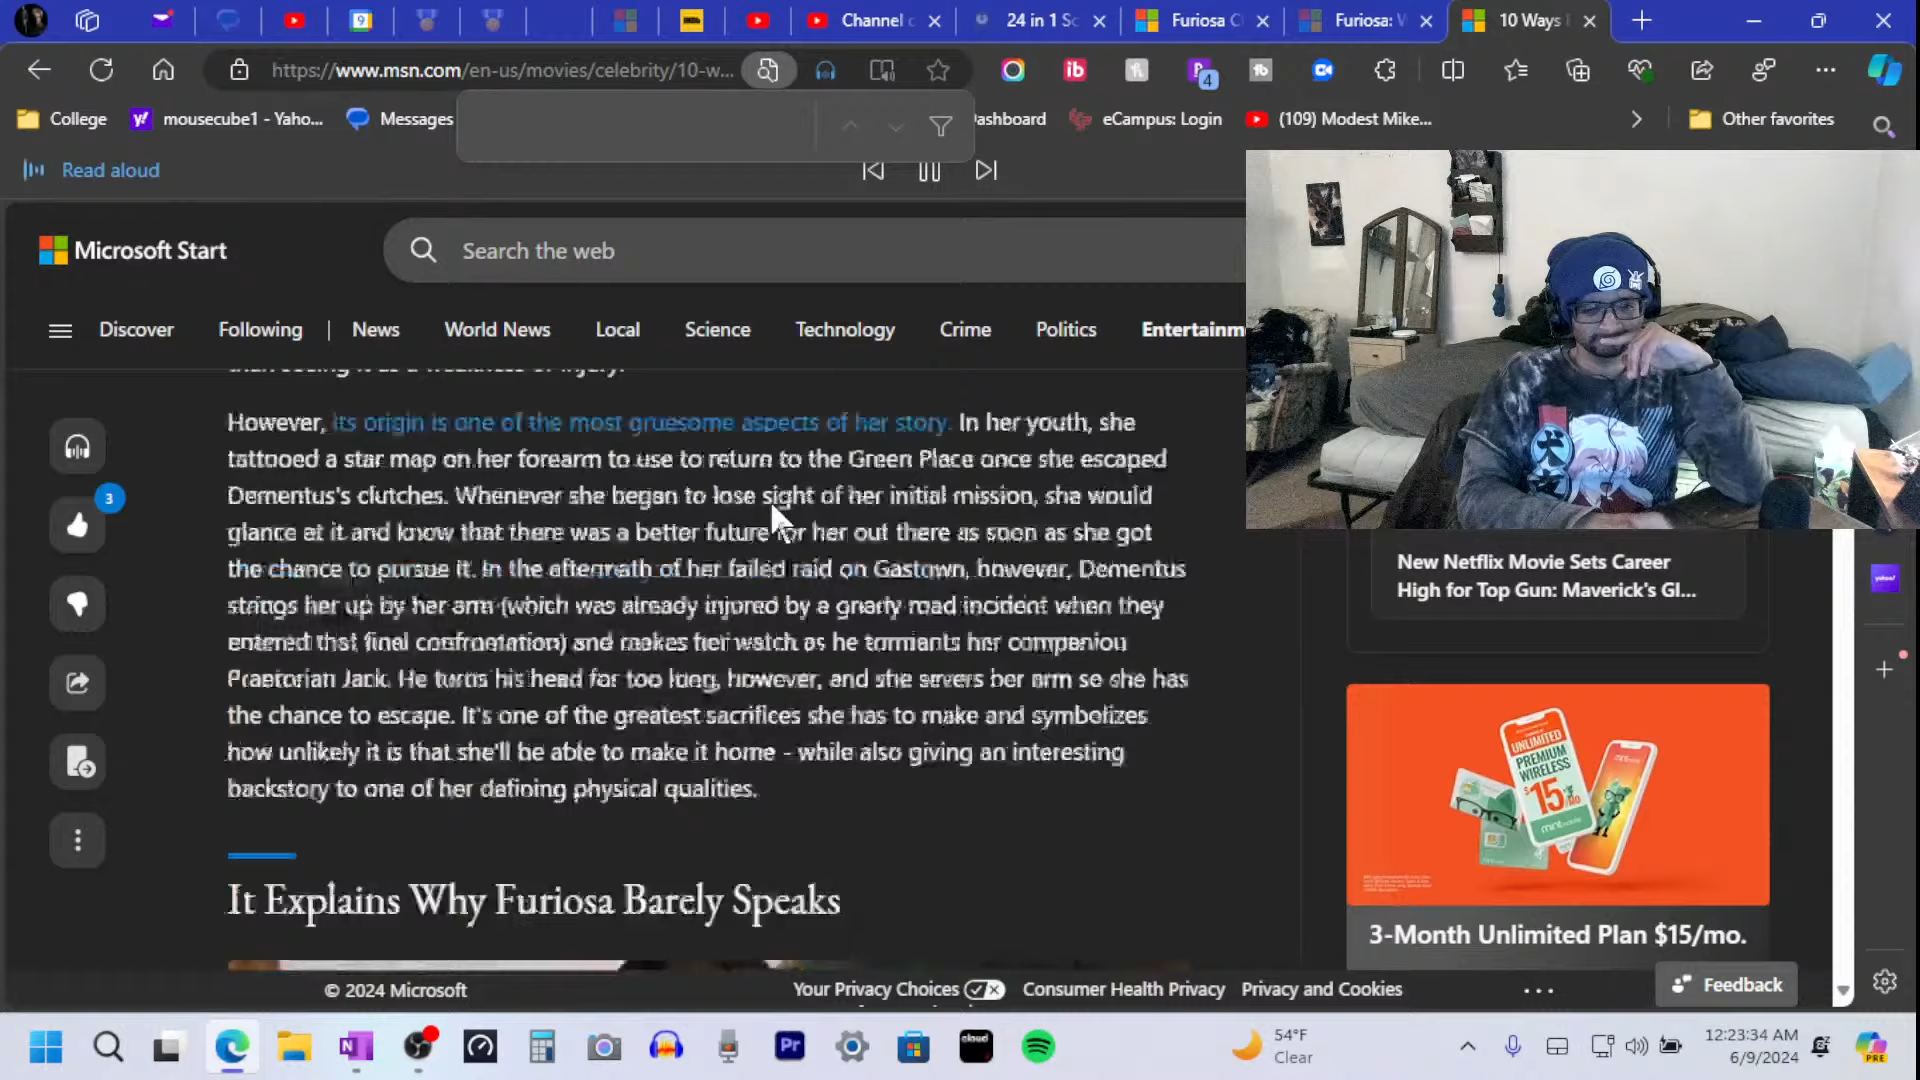 9
IMDb
Channel
24 in 1 Sc
Furiosa C
Furiosa: W
10 Ways
https://www.msn.com/en-us/movies/celebrity/10-w...
ib
4
College
y!
mousecube1 - Yaho...
Messages
Dashboard
eCampus: Login
(109) Modest Mike...
Other favorites
Read aloud
Microsoft Start
Search the web
Discover
Following
News
World News
Local
Science
Technology
Crime
Politics
Entertainm
However, its origin is one of the most gruesome aspects of her story. In her youth, she
tattooed a star map on her forearm to use to return to the Green Place once she escaped
Dementus's clutches. Whenever she began to lose sight of her initial mission, she would
glance at it and know that there was a better future for her out there as soon as she got
the chance to pursue it. In the aftermath of her failed raid on Gastown, however, Dementus
strings her up by her arm (which was already injured by a gnarly road incident when they
entered that final confrontation) and makes her watch as he torments her companion
Praetorian Jack. He turns his head for too long, however, and she severs her arm so she has
the chance to escape. It's one of the greatest sacrifices she has to make and symbolizes
how unlikely it is that she'll be able to make it home - while also giving an interesting
backstory to one of her defining physical qualities.
3
It Explains Why Furiosa Barely Speaks
New Netflix Movie Sets Career
High for Top Gun: Maverick's Gl...
UNLIMITED
PREMIUM
WIRELESS
$15/MO
mint mobile
3-Month Unlimited Plan $15/mo.
yahoo!
© 2024 Microsoft
Your Privacy Choices
Consumer Health Privacy
Privacy and Cookies
Feedback
N
Pr
cloud
54°F
Clear
12:23:34 AM
6/9/2024
PRE